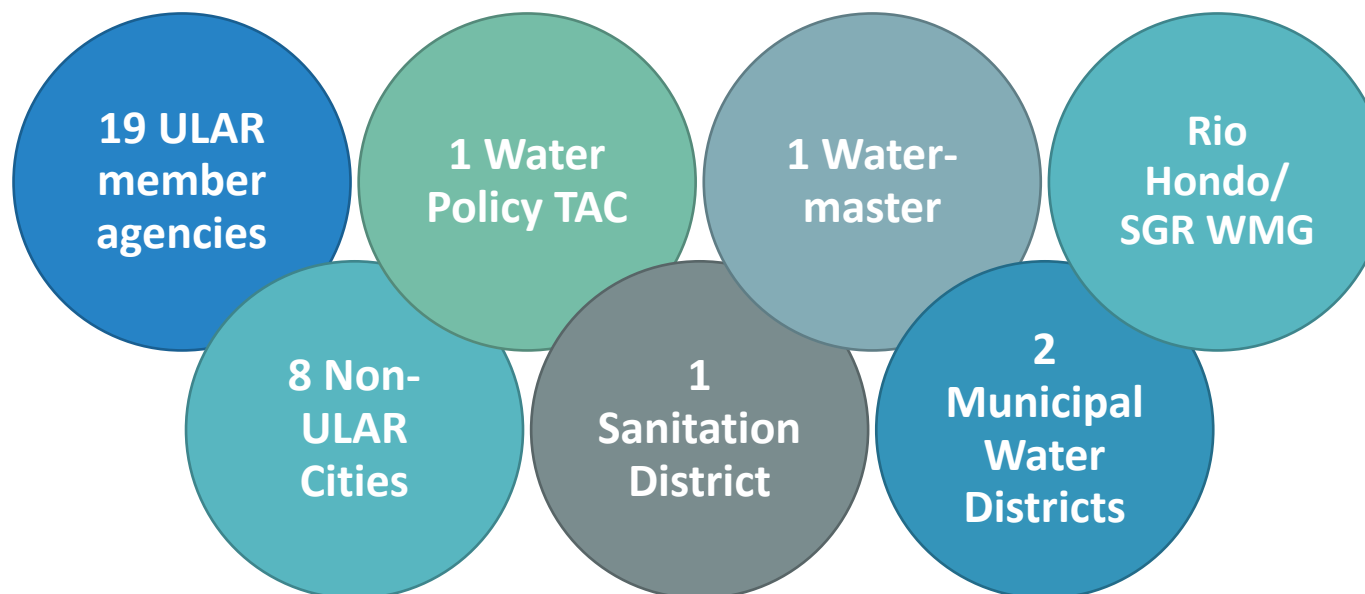 19 ULAR
member
agencies
1 Water
Policy TAC
1 Water-
master
Rio
Hondo/
SGR WMG
8 Non-
ULAR
Cities
1
Sanitation
District
2
Municipal
Water
Districts